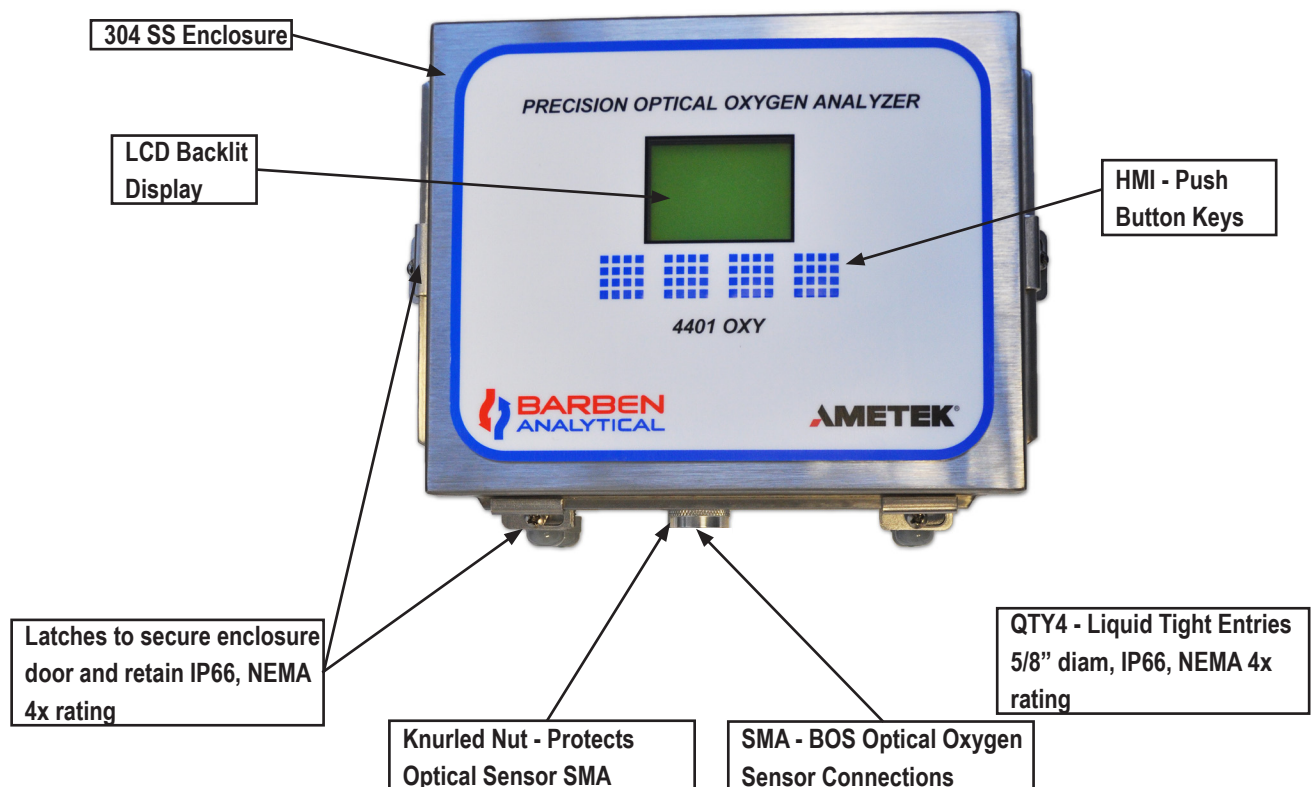 304 SS Enclosure
PRECISION OPTICAL OXYGEN ANALYZER
LCD Backlit
Display
HMI - Push
Button Keys
4401 OXY
BARBEN
ANALYTICAL
AMETEK®
Latches to secure enclosure
door and retain IP66, NEMA
4x rating
QTY4 - Liquid Tight Entries
5/8” diam, IP66, NEMA 4x
rating
Knurled Nut - Protects
Optical Sensor SMA
SMA - BOS Optical Oxygen
Sensor Connections